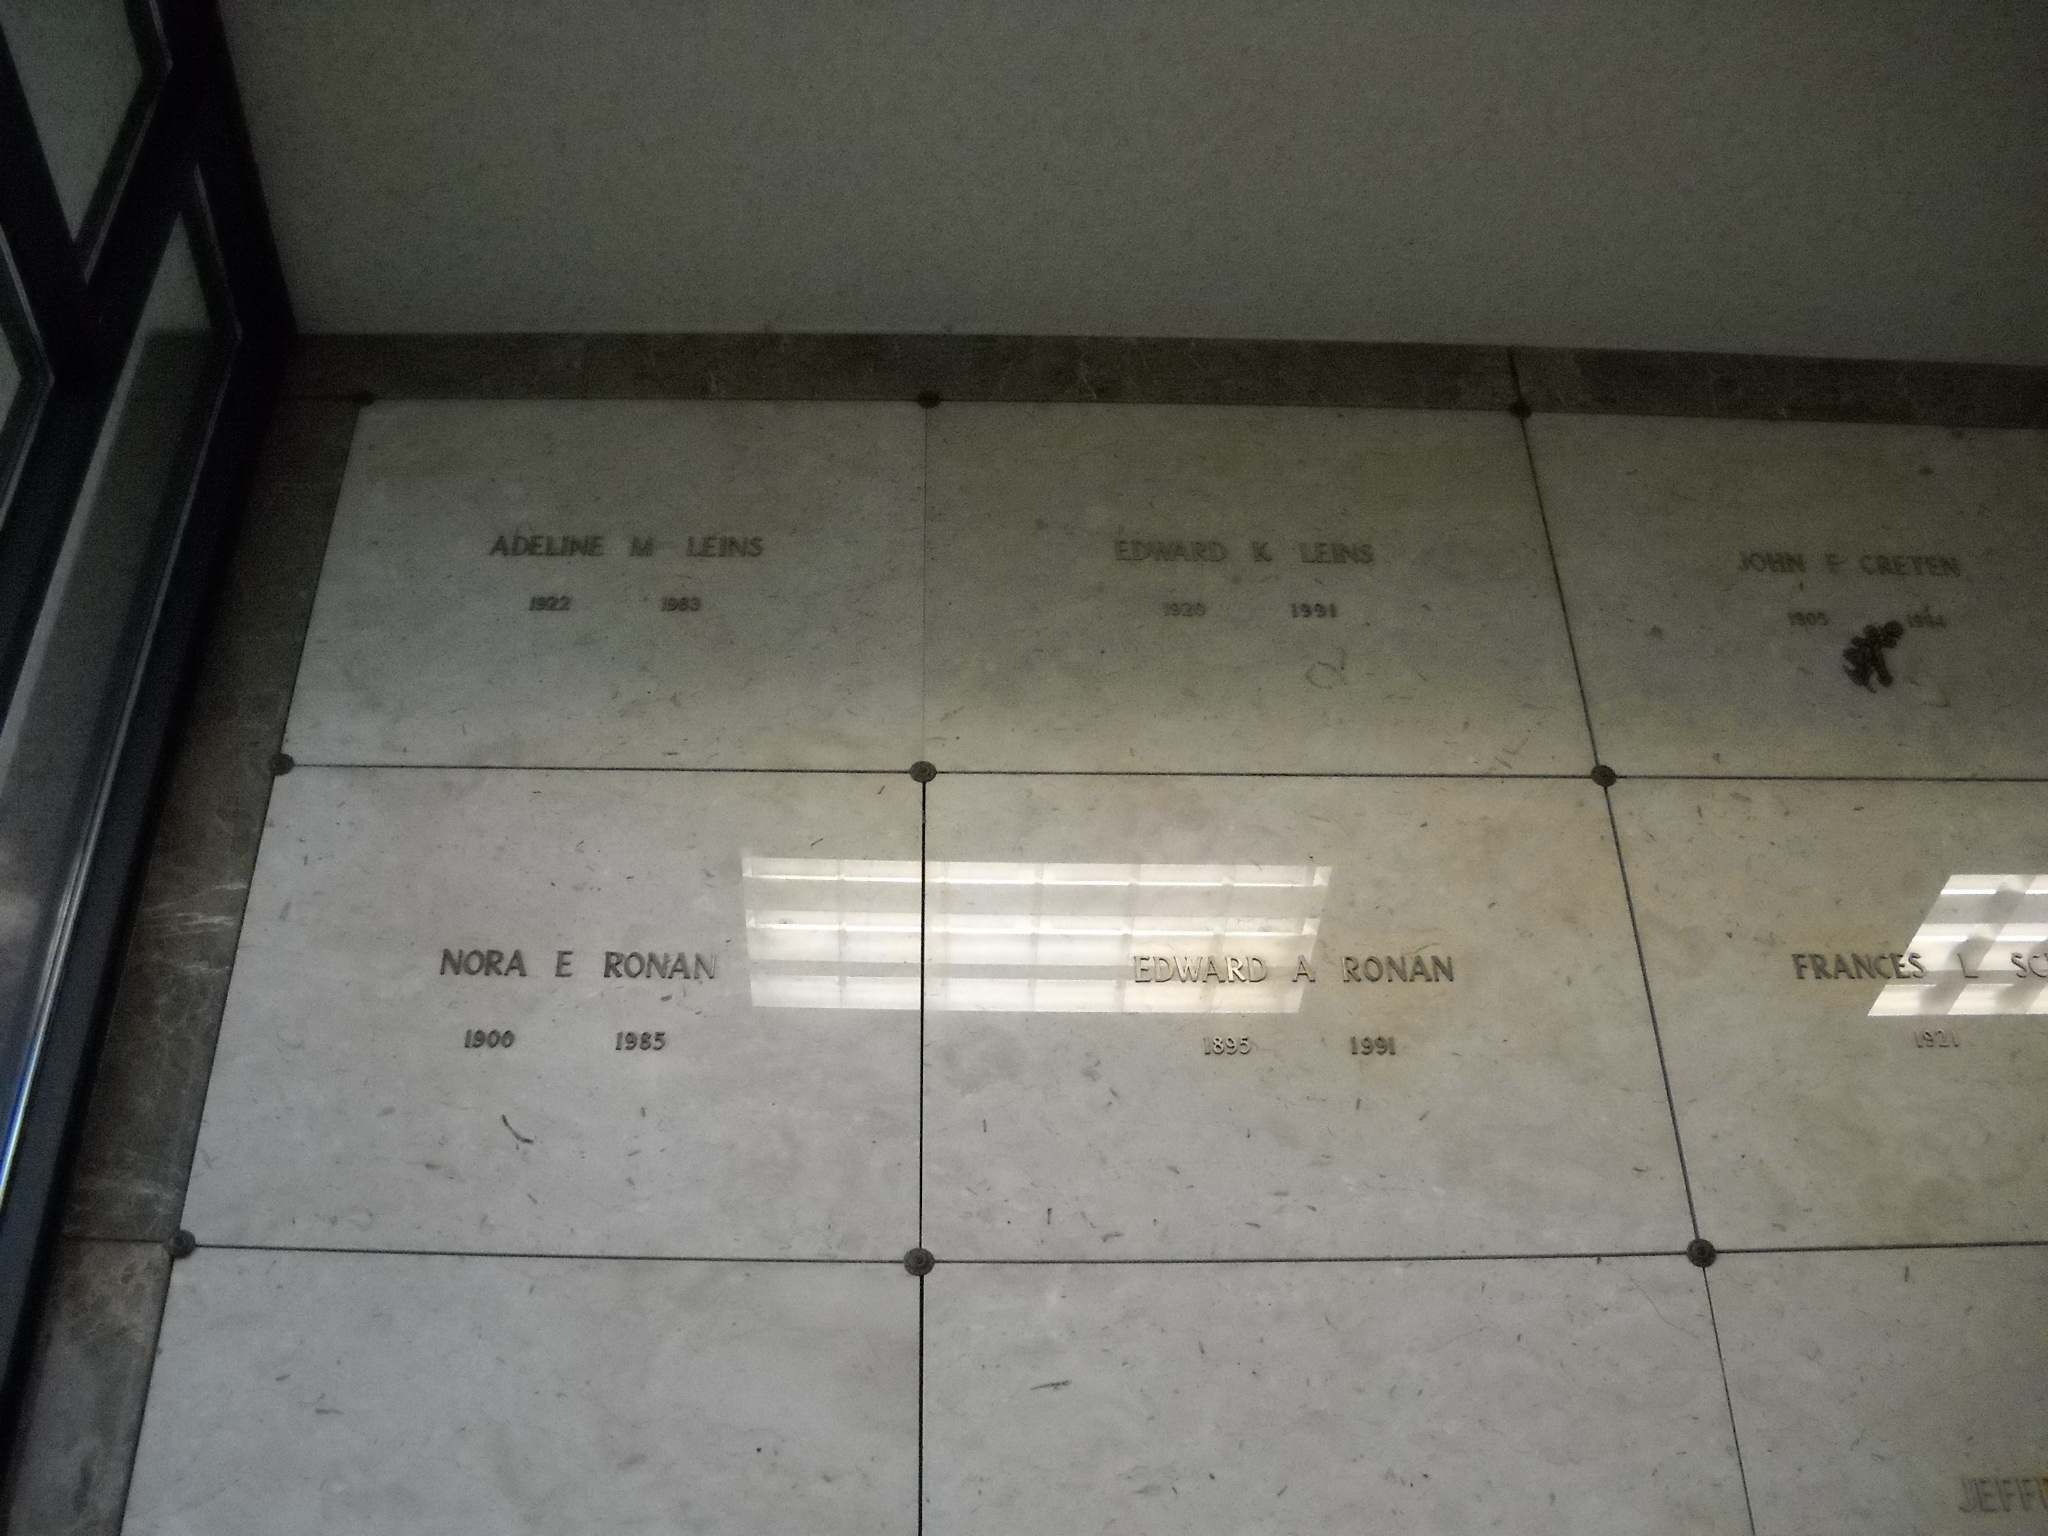 ADELINE M LEINS
1922 1983
EDWARD K LEINS
1920 1991
JOHN F CRETEN
1905
NORA E RONAN
1900 1985
EDWARD A RONAN
1895 1991
FRANCES L
1921